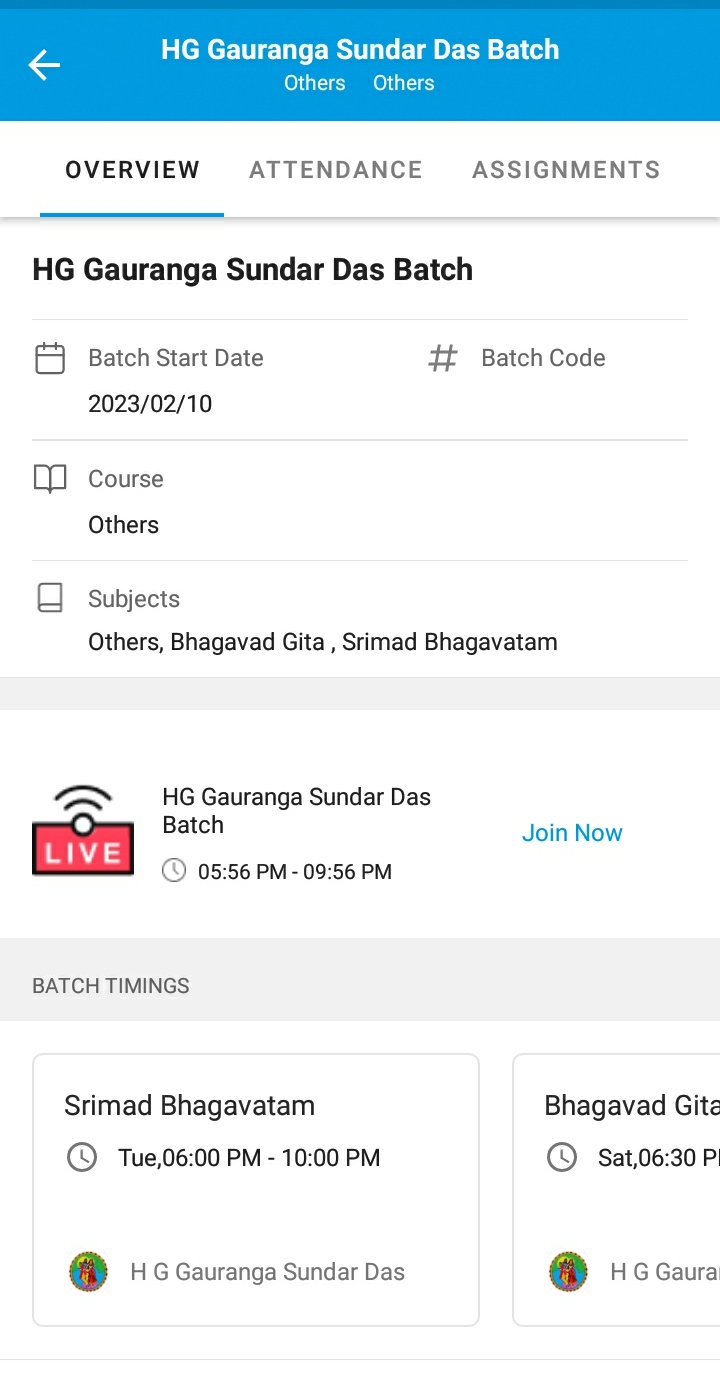 HG Gauranga Sundar Das Batch
Others Others
OVERVIEW ATTENDANCE ASSIGNMENTS
HG Gauranga Sundar Das Batch
Batch Start Date # Batch Code
2023/02/10
Course
Others
Subjects
Others, Bhagavad Gita , Srimad Bhagavatam
HG Gauranga Sundar Das
Batch
LIVE
Join Now
05:56 PM - 09:56 PM
BATCH TIMINGS
Srimad Bhagavatam
Tue,06:00 PM - 10:00 PM
H G Gauranga Sundar Das
Bhagavad Gita
Sat,06:30 P
H G Gaura